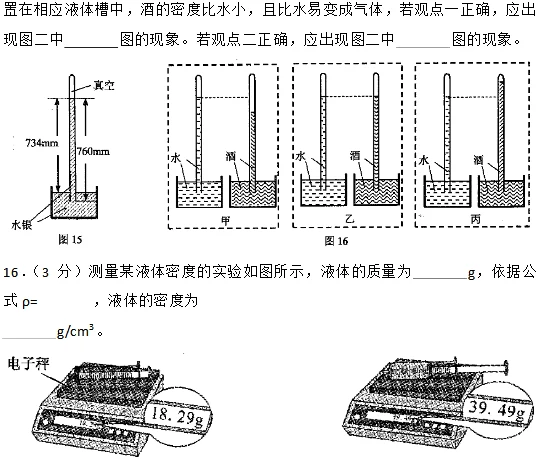 置在相应液体槽中，酒的密度比水小，且比水易变成气体，若观点一正确，应出
现图二中________图的现象。若观点二正确，应出现图二中________图的现象。
真空
734mm
760mm
水银
图 15
水
酒
甲
水
酒
乙
水
酒
丙
图 16
16．（3 分）测量某液体密度的实验如图所示，液体的质量为_______g，依据公
式 ρ= ，液体的密度为
_______g/cm³。
电子秤
18.29g
39.49g